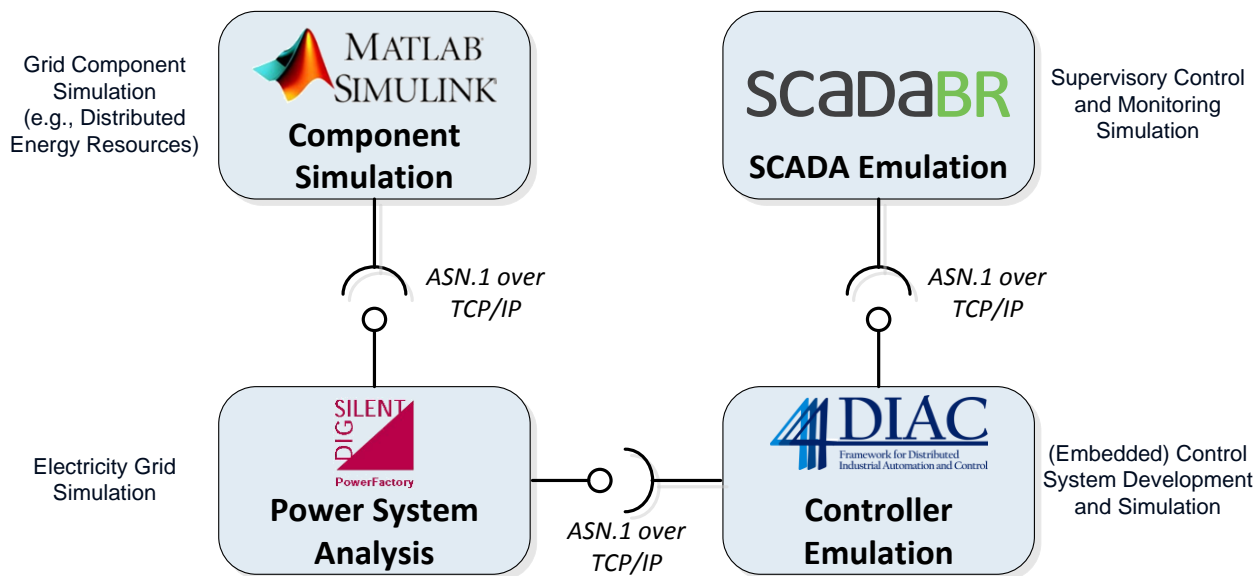 Grid Component
Simulation
(e.g., Distributed
Energy Resources)
MATLAB
SIMULINK®
Component
Simulation
SCADABR
SCADA Emulation
Supervisory Control
and Monitoring
Simulation
ASN.1 over
TCP/IP
ASN.1 over
TCP/IP
Electricity Grid
Simulation
DIG
SILENT
PowerFactory
Power System
Analysis
ASN.1 over
TCP/IP
4DIAC
Framework for Distributed
Industrial Automation and Control
Controller
Emulation
(Embedded) Control
System Development
and Simulation